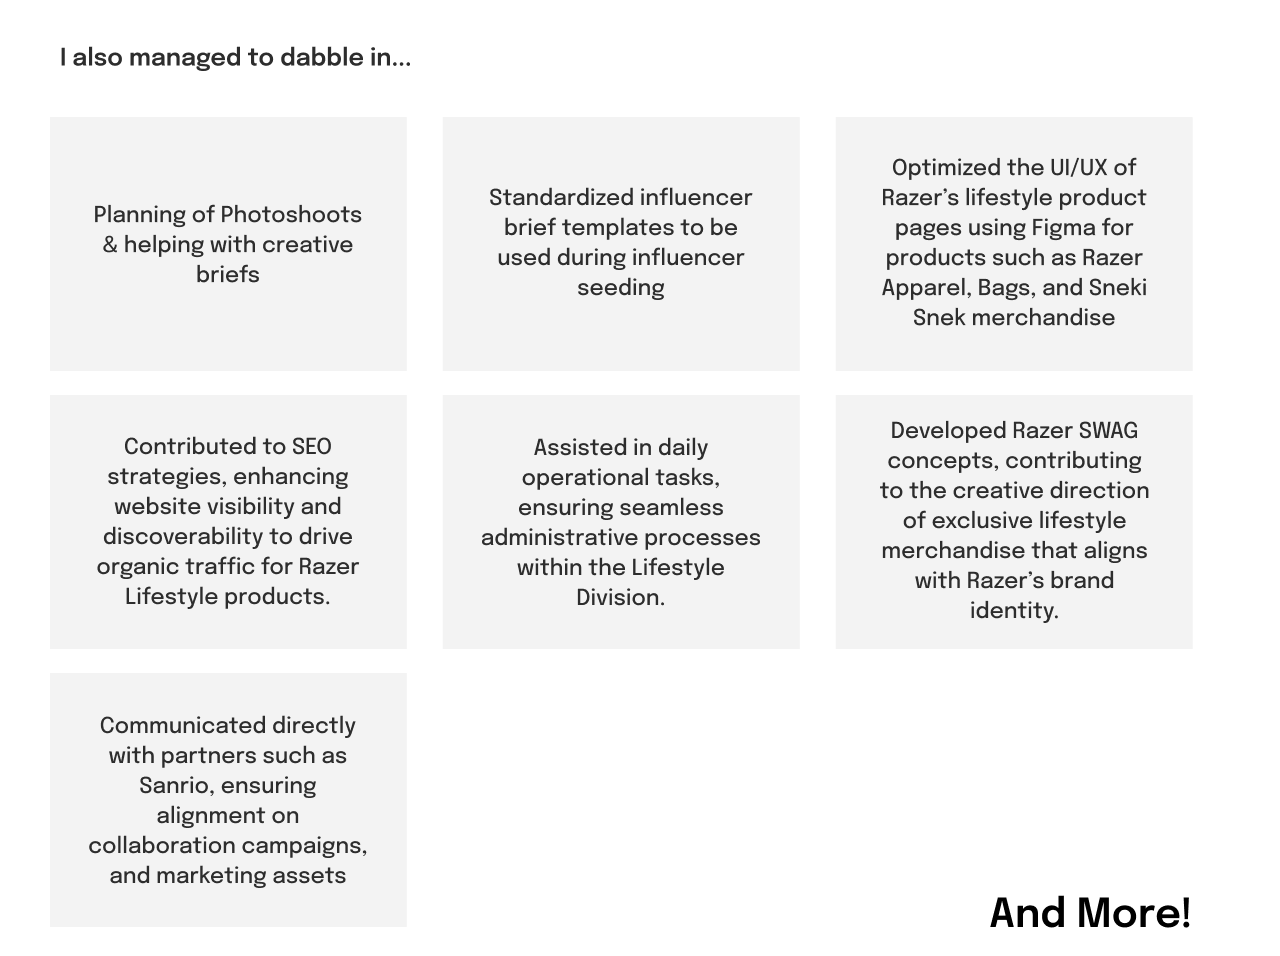 I also managed to dabble in...
Planning of Photoshoots
& helping with creative
briefs
Standardized influencer
brief templates to be
used during influencer
seeding
Optimized the UI/UX of
Razer’s lifestyle product
pages using Figma for
products such as Razer
Apparel, Bags, and Sneki
Snek merchandise
Contributed to SEO
strategies, enhancing
website visibility and
discoverability to drive
organic traffic for Razer
Lifestyle products.
Assisted in daily
operational tasks,
ensuring seamless
administrative processes
within the Lifestyle
Division.
Developed Razer SWAG
concepts, contributing
to the creative direction
of exclusive lifestyle
merchandise that aligns
with Razer’s brand
identity.
Communicated directly
with partners such as
Sanrio, ensuring
alignment on
collaboration campaigns,
and marketing assets
And More!